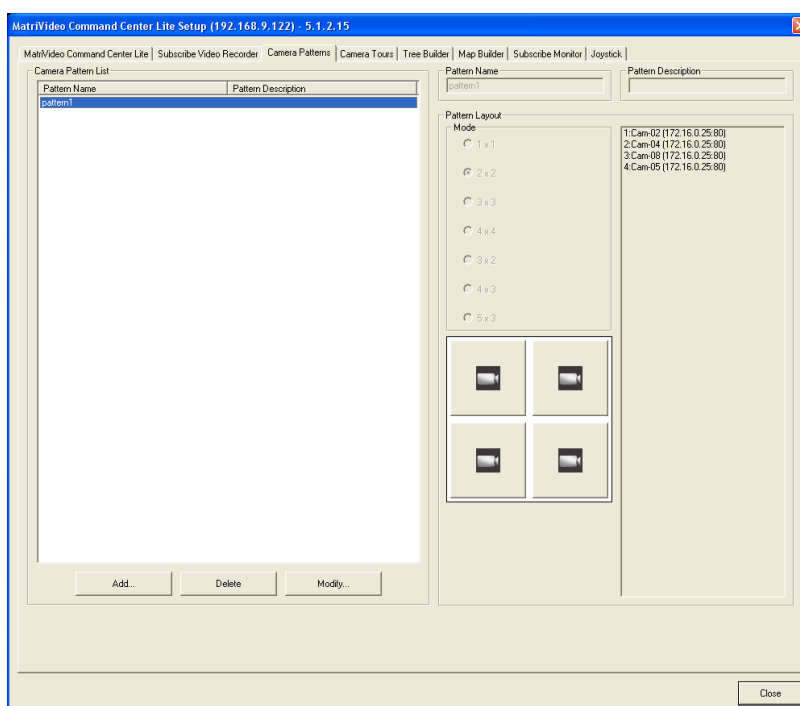 MatriVideo Command Center Lite Setup (192.168.9.122) - 5.1.2.15
MatriVideo Command Center Lite
Subscribe Video Recorder
Camera Patterns
Camera Tours
Tree Builder
Map Builder
Subscribe Monitor
Joystick
Camera Pattern List
Pattern Name
Pattern Description
pattern1
Add...
Delete
Modify...
Pattern Name
pattern1
Pattern Description
Pattern Layout
Mode
1 x 1
2 x 2
3 x 3
4 x 4
3 x 2
4 x 3
5 x 3
1:Cam-02 (172.16.0.25:80)
2:Cam-04 (172.16.0.25:80)
3:Cam-08 (172.16.0.25:80)
4:Cam-05 (172.16.0.25:80)
Close